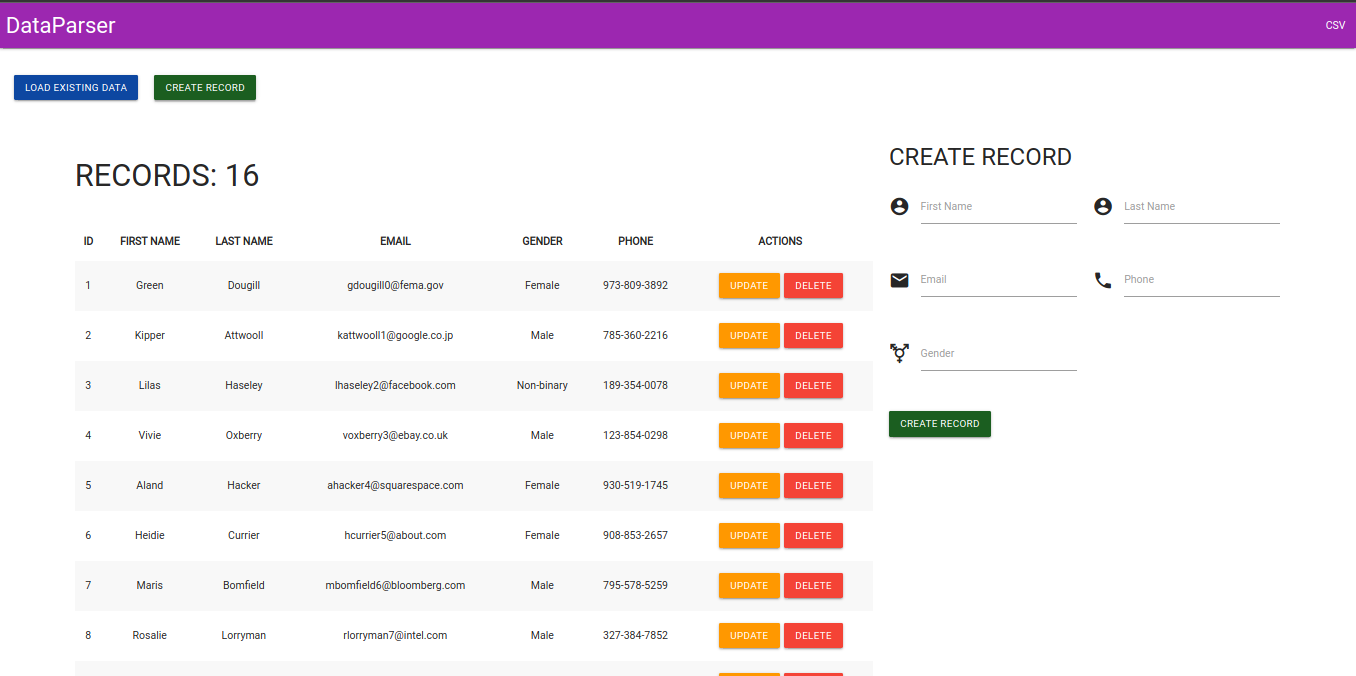 DataParser CSV
LOAD EXISTING DATA CREATE RECORD
RECORDS: 16
ID FIRST NAME LAST NAME EMAIL GENDER PHONE ACTIONS
1 Green Dougill gdougill0@fema.gov Female 973-809-3892 UPDATE DELETE
2 Kipper Attwooll kattwooll1@google.co.jp Male 785-360-2216 UPDATE DELETE
3 Lilas Haseley lhaseley2@facebook.com Non-binary 189-354-0078 UPDATE DELETE
4 Vivie Oxberry voxberry3@ebay.co.uk Male 123-854-0298 UPDATE DELETE
5 Aland Hacker ahacker4@squarespace.com Female 930-519-1745 UPDATE DELETE
6 Heidie Currier hcurrier5@about.com Female 908-853-2657 UPDATE DELETE
7 Maris Bomfield mbomfield6@bloomberg.com Male 795-578-5259 UPDATE DELETE
8 Rosalie Lorryman rlorryman7@intel.com Male 327-384-7852 UPDATE DELETE
CREATE RECORD
First Name Last Name
Email Phone
Gender
CREATE RECORD